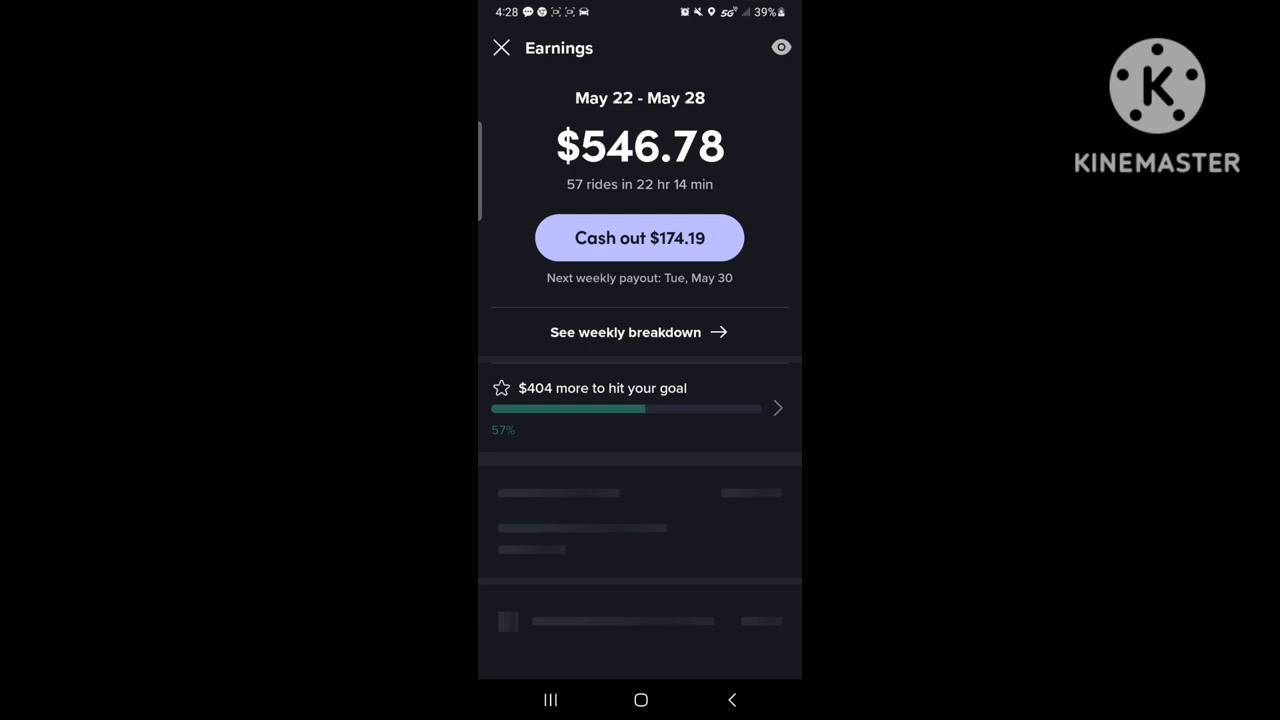 4:28
5G
39%
Earnings
May 22 - May 28
$546.78
57 rides in 22 hr 14 min
Cash out $174.19
Next weekly payout: Tue, May 30
See weekly breakdown
$404 more to hit your goal
57%
K
KINEMASTER